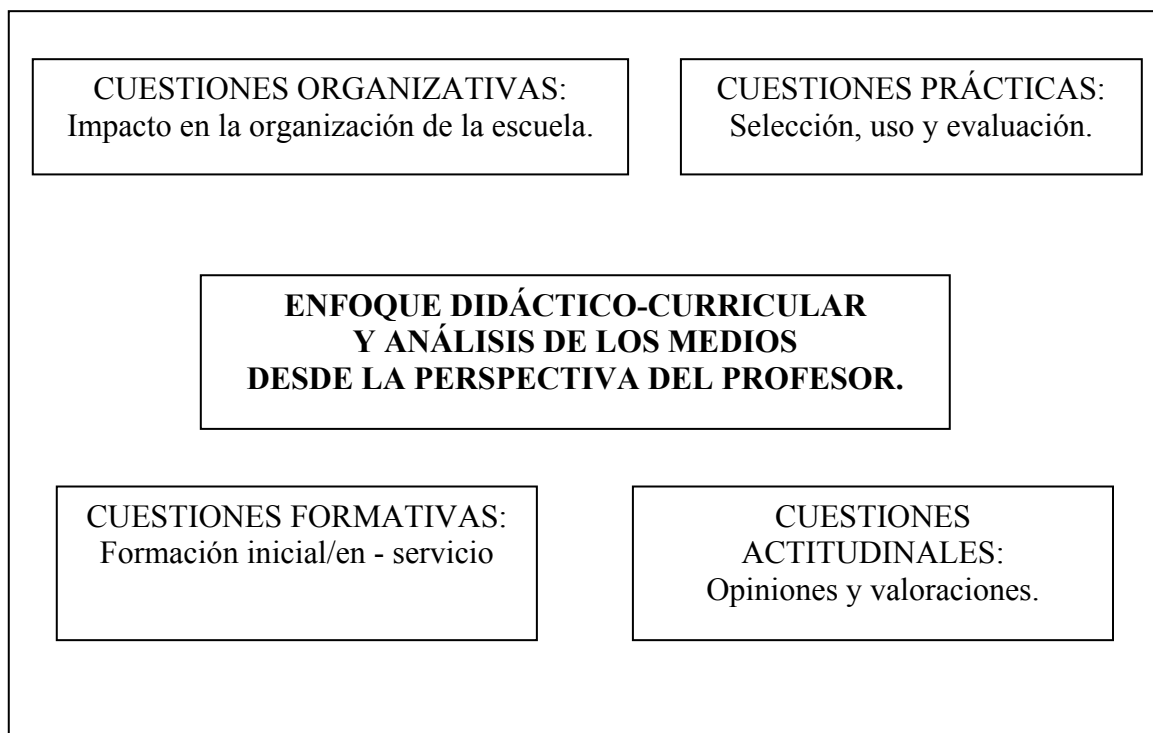 CUESTIONES ORGANIZATIVAS:
Impacto en la organización de la escuela.
CUESTIONES PRÁCTICAS:
Selección, uso y evaluación.
ENFOQUE DIDÁCTICO-CURRICULAR
Y ANÁLISIS DE LOS MEDIOS
DESDE LA PERSPECTIVA DEL PROFESOR.
CUESTIONES FORMATIVAS:
Formación inicial/en - servicio
CUESTIONES
ACTITUDINALES:
Opiniones y valoraciones.